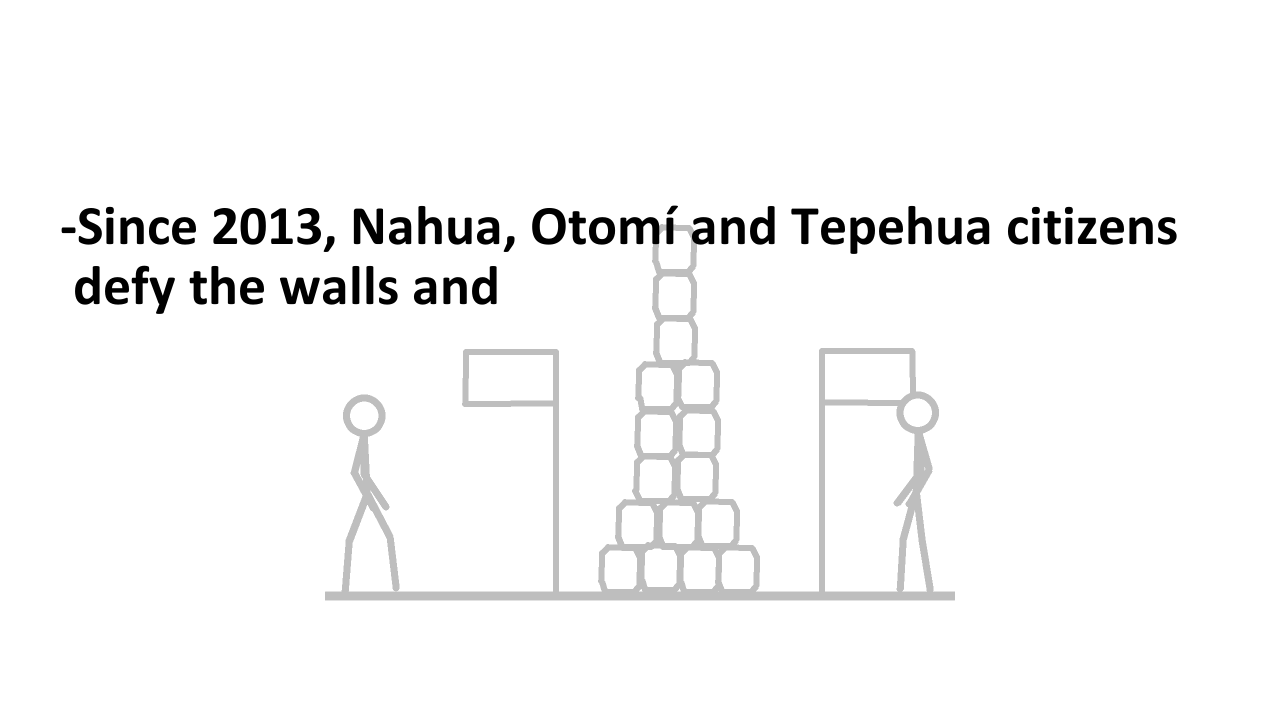 -Since 2013, Nahua, Otomí and Tepehua citizens
defy the walls and